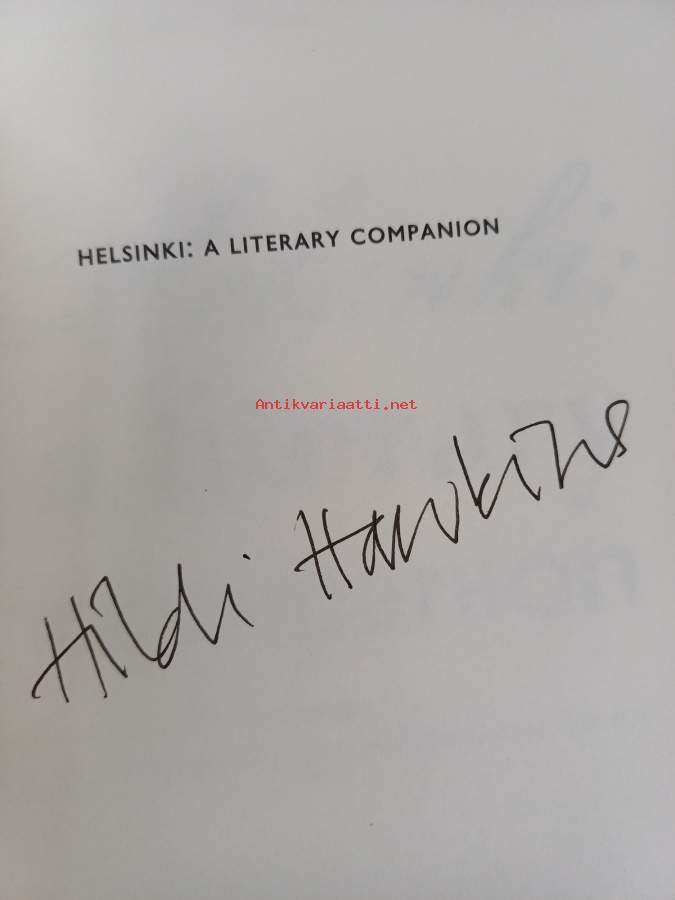 HELSINKI: A LITERARY COMPANION
Antikvariaatti.net
Hildi Hawkins